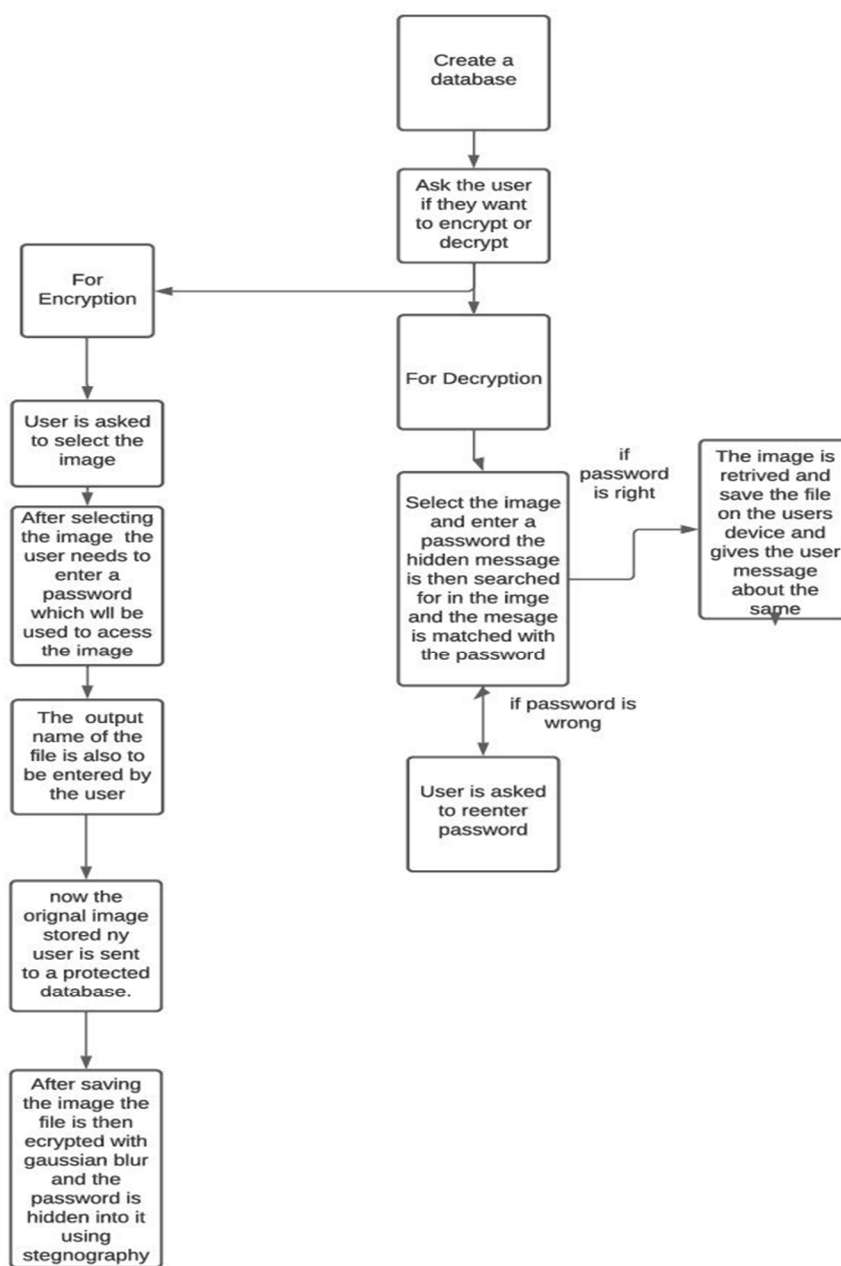 Create a
database
Ask the user
if they want
to encrypt or
decrypt
For
Encryption
For Decryption
User is asked
to select the
image
After selecting
the image the
user needs to
enter a
password
which wll be
used to acess
the image
The output
name of the
file is also to
be entered by
the user
now the
orignal image
stored ny
user is sent
to a protected
database.
After saving
the image the
file is then
ecrypted with
gaussian blur
and the
password is
hidden into it
using
stegnography
Select the image
and enter a
password the
hidden message
is then searched
for in the imge
and the mesage
is matched with
the password
if
password
is right
The image is
retrived and
save the file
on the users
device and
gives the user
message
about the
same
if password is
wrong
User is asked
to reenter
password